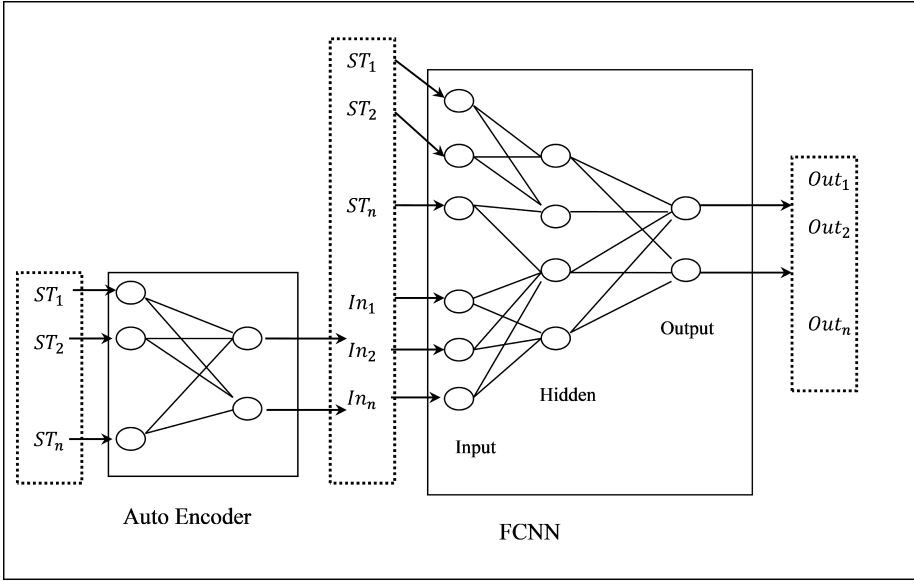 ST₁
ST₂
STₙ
Auto Encoder
ST₁
ST₂
STₙ
In₁
In₂
Inₙ
Input
Hidden
Output
FCNN
Out₁
Out₂
Outₙ